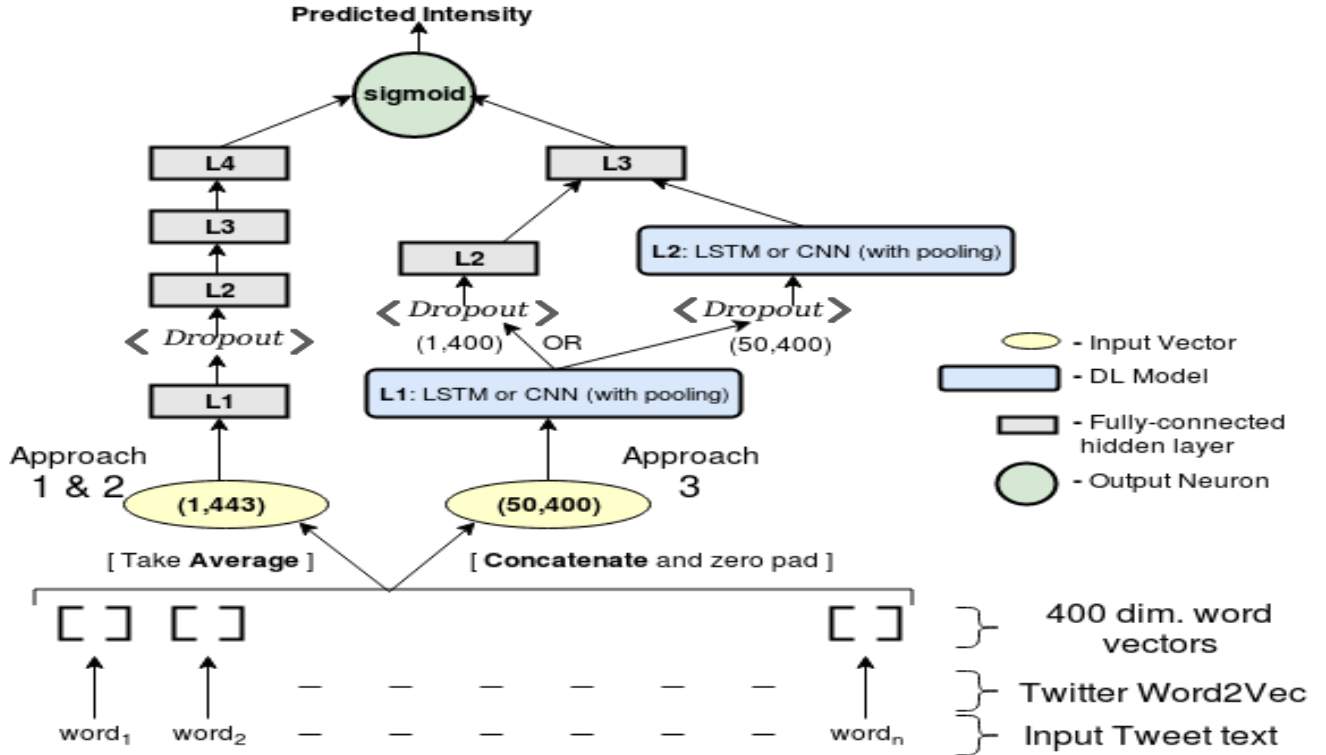 Predicted Intensity
sigmoid
L4
L3
L3
L2
L2: LSTM or CNN (with pooling)
L2
< Dropout >
< Dropout >
< Dropout >
(1,400)
OR
(50,400)
L1
L1: LSTM or CNN (with pooling)
Approach
1 & 2
Approach
3
(1,443)
(50,400)
[ Take Average ]
[ Concatenate and zero pad ]
- Input Vector
- DL Model
- Fully-connected
hidden layer
- Output Neuron
[ ] [ ] [ ]
400 dim. word
vectors
— — — — — —
Twitter Word2Vec
word₁ word₂ — — — — — — wordₙ
Input Tweet text